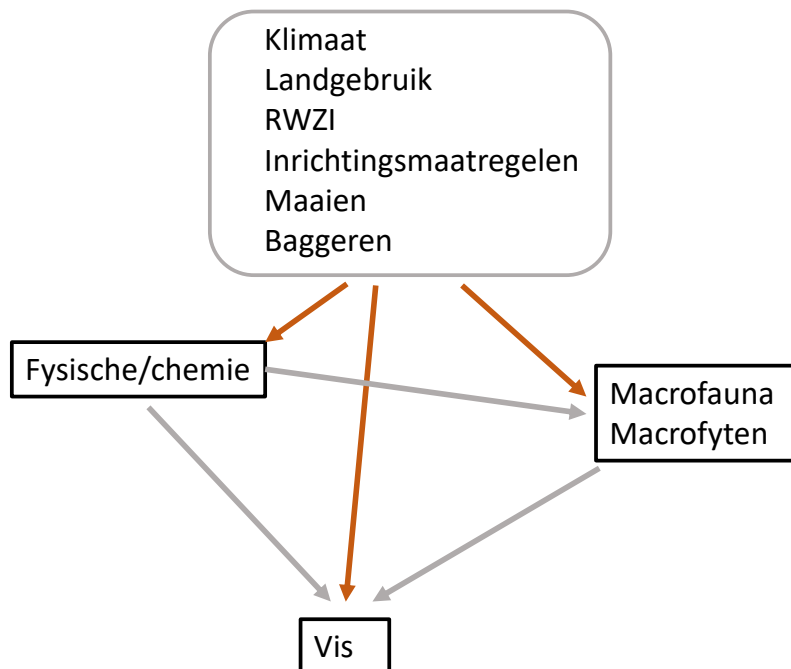 Klimaat
Landgebruik
RWZI
Inrichtingsmaatregelen
Maaien
Baggeren
Fysische/chemie
Macrofauna
Macrofyten
Vis